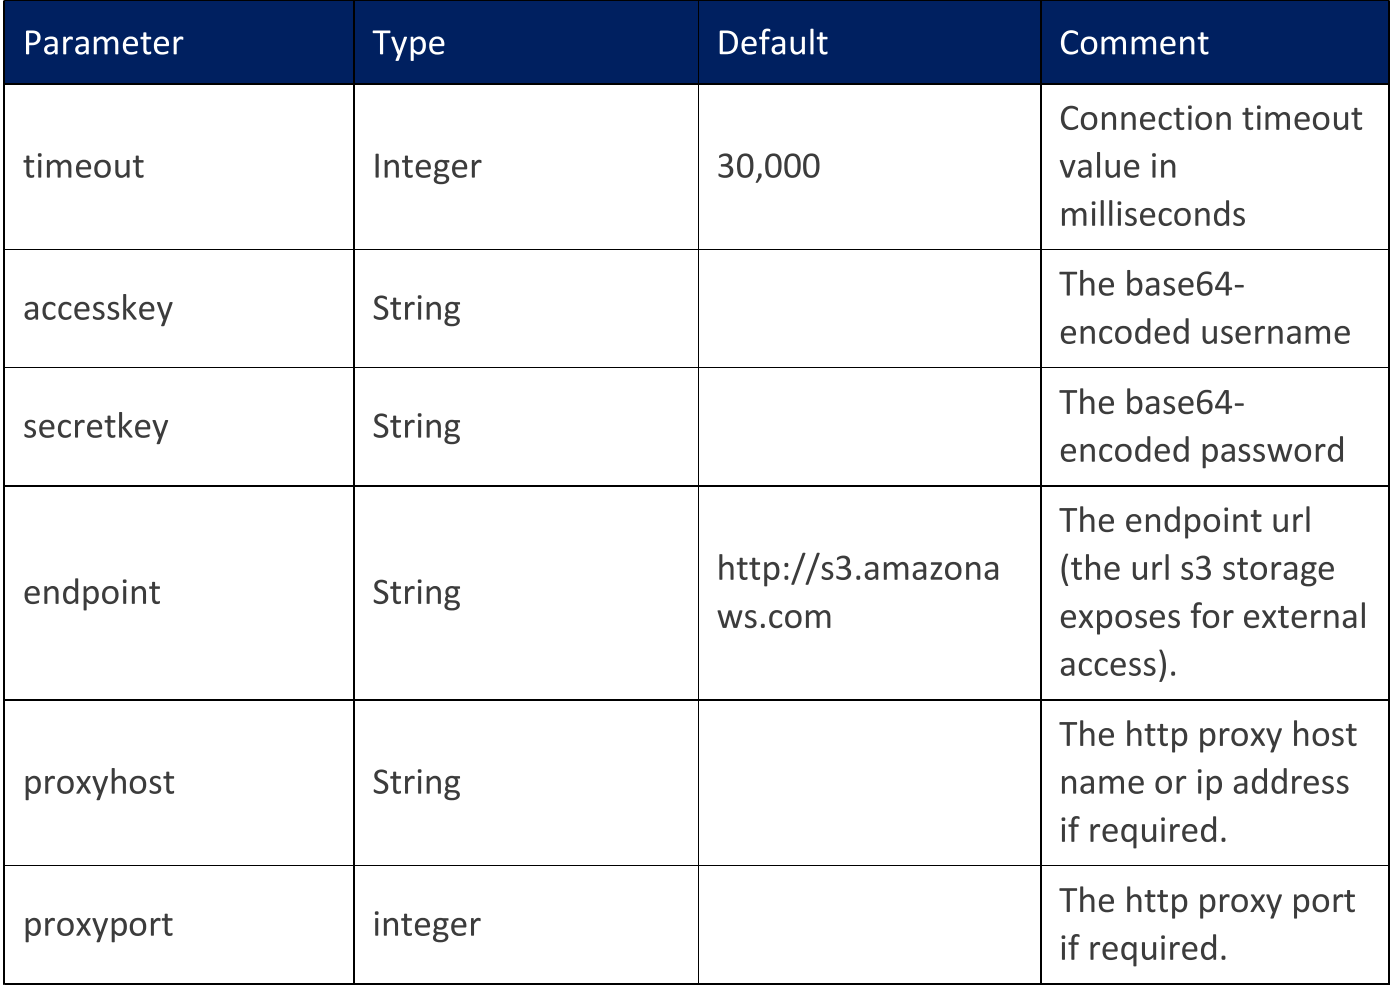 Parameter Type Default Comment
Connection timeout
timeout Integer 30,000 value in
milliseconds
The base64-
accesskey String
encoded username
The base64-
secretkey String
encoded password
The endpoint url
http://s3.amazona (the url s3 storage
endpoint String
ws.com exposes for external
access).
The http proxy host
proxyhost String name or ip address
if required.
The http proxy port
proxyport integer
if required.